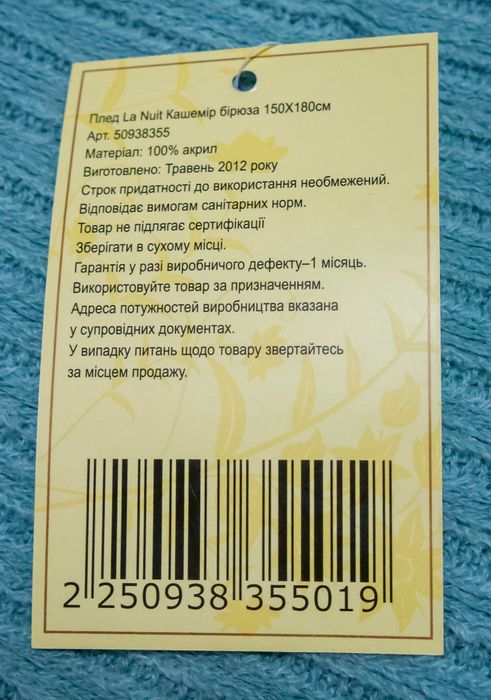 Плед La Nuit Кашемір бірюза 150X180см
Арт. 50938355
Матеріал: 100% акрил
Виготовлено: Травень 2012 року
Строк придатності до використання необмежений.
Відповідає вимогам санітарних норм.
Товар не підлягає сертифікації
Зберігати в сухому місці.
Гарантія у разі виробничого дефекту–1 місяць.
Використовуйте товар за призначенням.
Адреса потужностей виробництва вказана
у супровідних документах.
У випадку питань щодо товару звертайтесь
за місцем продажу.
2 250938 355019